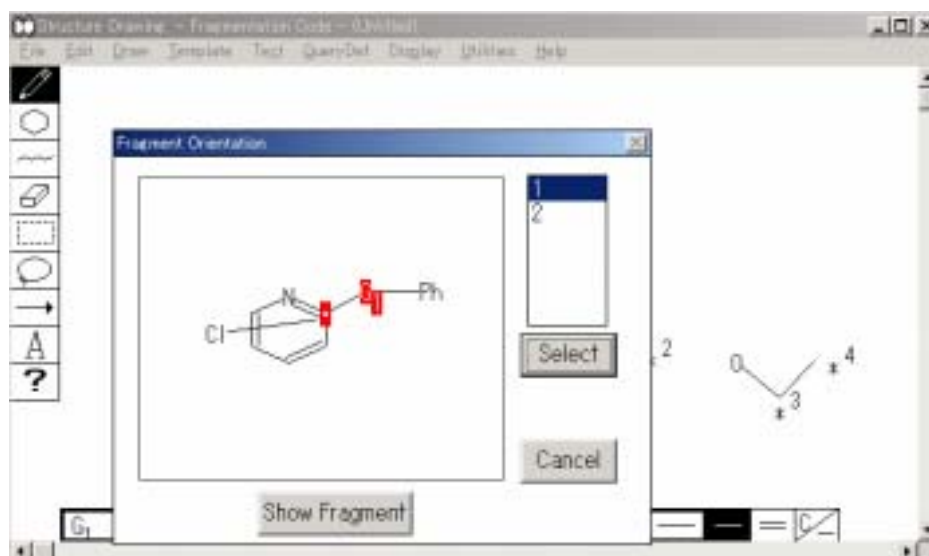 Structure Drawing - Fragmentation Code - (Untitled)
File Edit Draw Template Text QueryDef Display Utilities Help
Fragment Orientation
1
2
N
G1
Ph
Cl
Select
2
O
4
3
A
?
Cancel
Show Fragment
G1
C